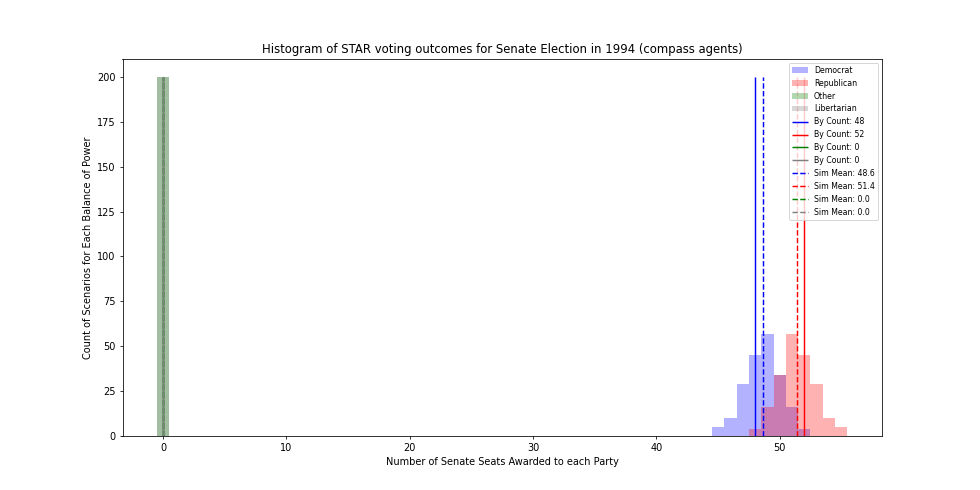 Histogram of STAR voting outcomes for Senate Election in 1994 (compass agents)
Count of Scenarios for Each Balance of Power
200
175
150
125
100
75
50
25
0
0 10 20 30 40 50
Number of Senate Seats Awarded to each Party
Democrat
Republican
Other
Libertarian
By Count: 48
By Count: 52
By Count: 0
By Count: 0
Sim Mean: 48.6
Sim Mean: 51.4
Sim Mean: 0.0
Sim Mean: 0.0